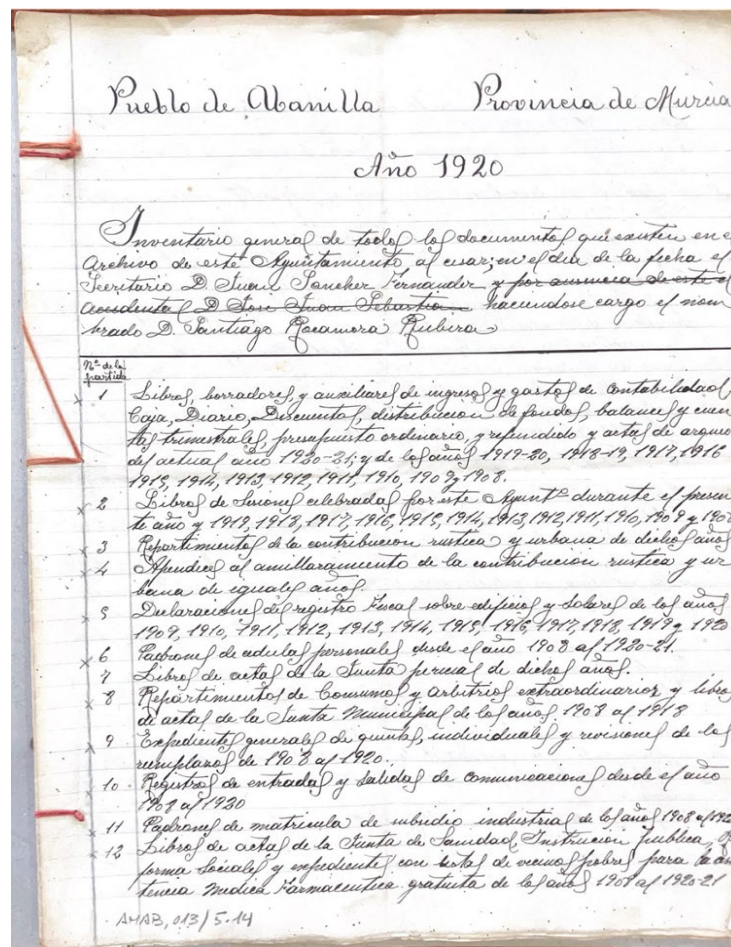 Pueblo de Abanilla Provincia de Murcia
Año 1920
Inventario general de todos los documentos que existen en e
Archivo de este Ayuntamiento al cesar; en el dia de la fecha el
Secretario D. Juan Sanchez Fernandez y por ausencia de este el
accidental D. Jose Juan Sebastia haciendose cargo el nom
brado D. Santiago Rocamora Rubira
Nº de la
partida
1 Libros, borradores, y auxiliares de ingresos y gastos de contabilidad,
Caja, Diario, Descuentos, distribucion de fondos, balances y cuen
tas trimestrales, presupuesto ordinario, y refundido y actas de arqueo
del actual año 1920-21; y de los años 1919-20, 1918-19, 1917, 1916
1915, 1914, 1913, 1912, 1911, 1910, 1909 y 1908.
2 Libros de Sesiones celebradas por este Ayuntº durante el presen
te año y 1919, 1918, 1917, 1916, 1915, 1914, 1913, 1912, 1911, 1910, 1909 y 1908
3 Repartimientos de la contribucion rustica y urbana de dichos años
4 Apendices al amillaramiento de la contribucion rustica y ur
bana de iguales años.
5 Declaraciones del registro Fiscal sobre edificios y solares de los años
1909, 1910, 1911, 1912, 1913, 1914, 1915, 1916, 1917, 1918, 1919 y 1920
6 Padrones de cedulas personales desde el año 1908 al 1920-21.
7 Libros de actas de la Junta pericial de dichos años.
8 Repartimientos de Consumos y arbitrios extraordinarios y libros
de actas de la Junta Municipal de los años 1908 al 1918
9 Expedientes generales de quintas, individuales y revisiones de los
reemplazos de 1908 al 1920.
10 Registros de entradas y salidas de comunicaciones desde el año
1908 al 1920
11 Padrones de matricula de subsidio industrial de los años 1908 al 192
12 Libros de actas de la Junta de Sanidad, Instrucion publica,
forma Sociales y expedientes con listas de vecinos pobres para la asis
tencia Medica Farmaceutica gratuita de los años 1908 al 1920-21
AMAB, 013/5.14